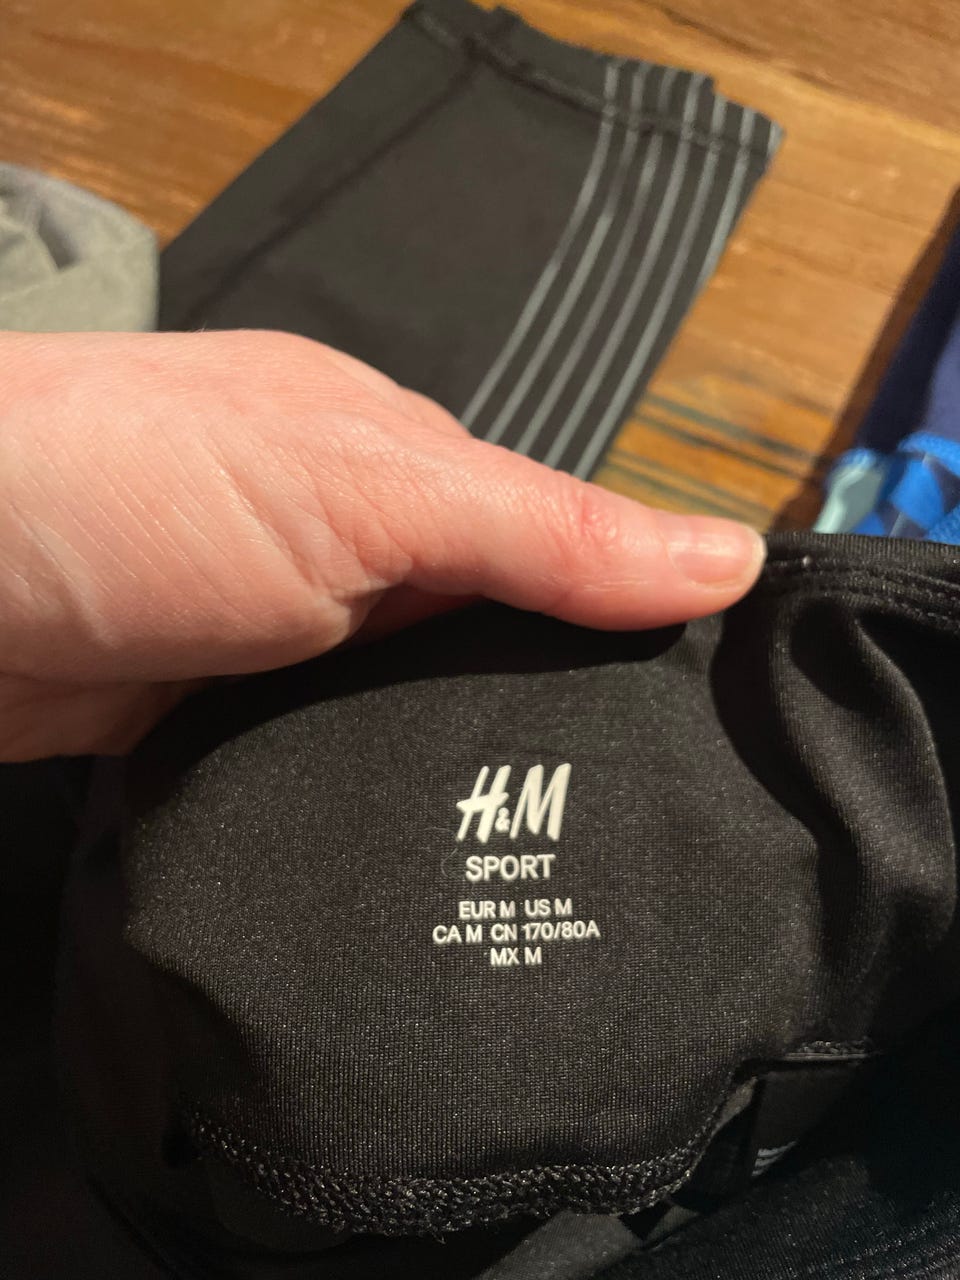 H&M
SPORT
EUR M US M
CA M CN 170/80A
MX M